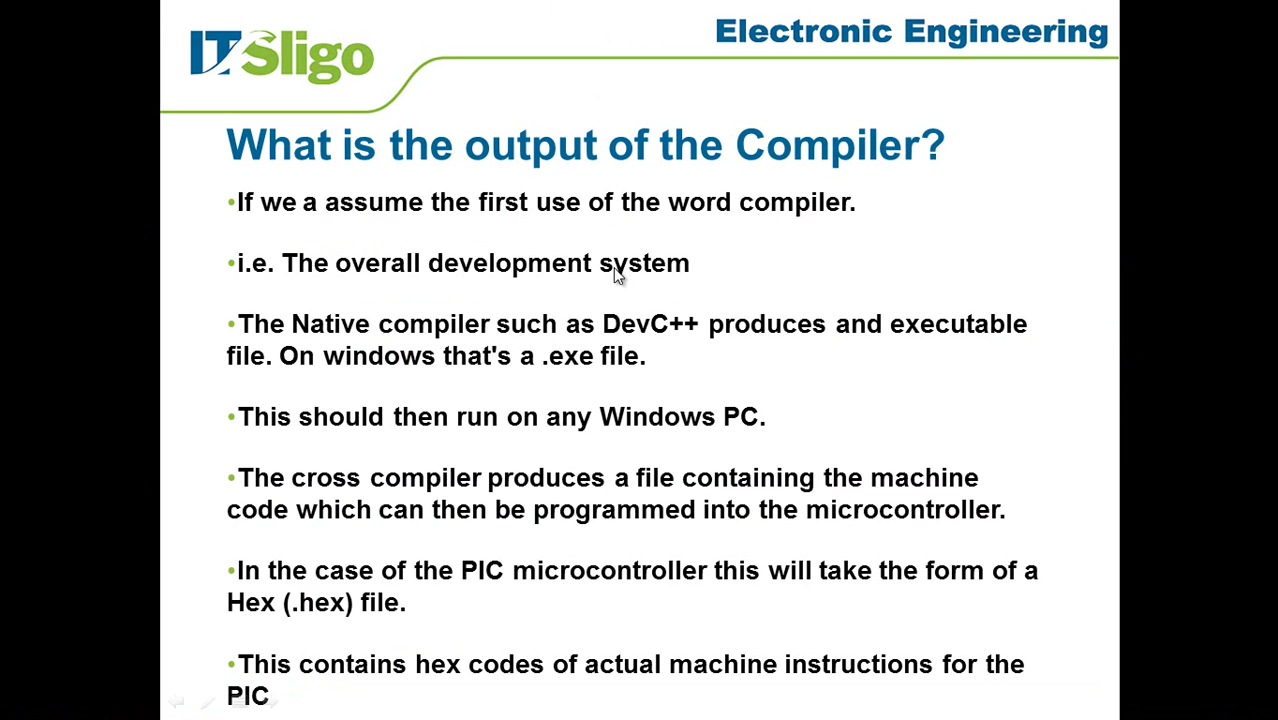 ITSligo
Electronic Engineering
What is the output of the Compiler?
•If we a assume the first use of the word compiler.
•i.e. The overall development system
•The Native compiler such as DevC++ produces and executable
file. On windows that's a .exe file.
•This should then run on any Windows PC.
•The cross compiler produces a file containing the machine
code which can then be programmed into the microcontroller.
•In the case of the PIC microcontroller this will take the form of a
Hex (.hex) file.
•This contains hex codes of actual machine instructions for the
PIC